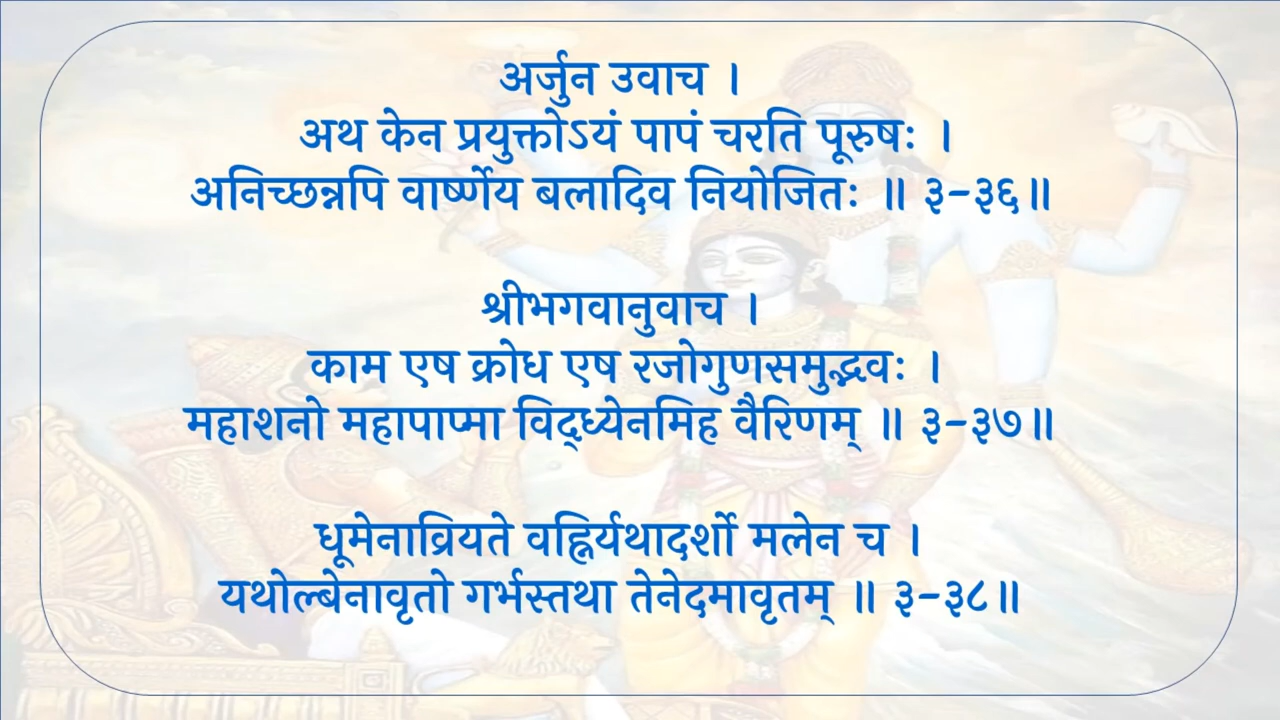 अर्जुन उवाच ।
अथ केन प्रयुक्तोऽयं पापं चरति पूरुषः ।
अनिच्छन्नपि वार्ष्णेय बलादिव नियोजितः ॥ ३-३६॥
श्रीभगवानुवाच ।
काम एष क्रोध एष रजोगुणसमुद्भवः ।
महाशनो महापाप्मा विद्ध्येनमिह वैरिणम् ॥ ३-३७॥
धूमेनाव्रियते वह्निर्यथादर्शो मलेन च ।
यथोल्बेनावृतो गर्भस्तथा तेनेदमावृतम् ॥ ३-३८॥